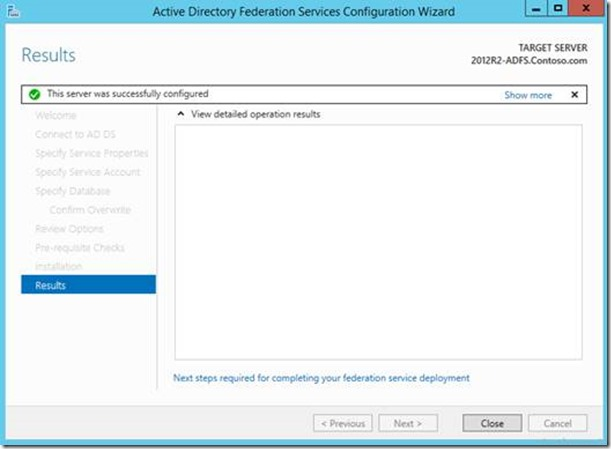 Active Directory Federation Services Configuration Wizard
Results
TARGET SERVER
2012R2-ADFS.Contoso.com
This server was successfully configured
Show more
Welcome
Connect to AD DS
Specify Service Properties
Specify Service Account
Specify Database
Confirm Overwrite
Review Options
Pre-requisite Checks
Installation
Results
View detailed operation results
Next steps required for completing your federation service deployment
< Previous
Next >
Close
Cancel